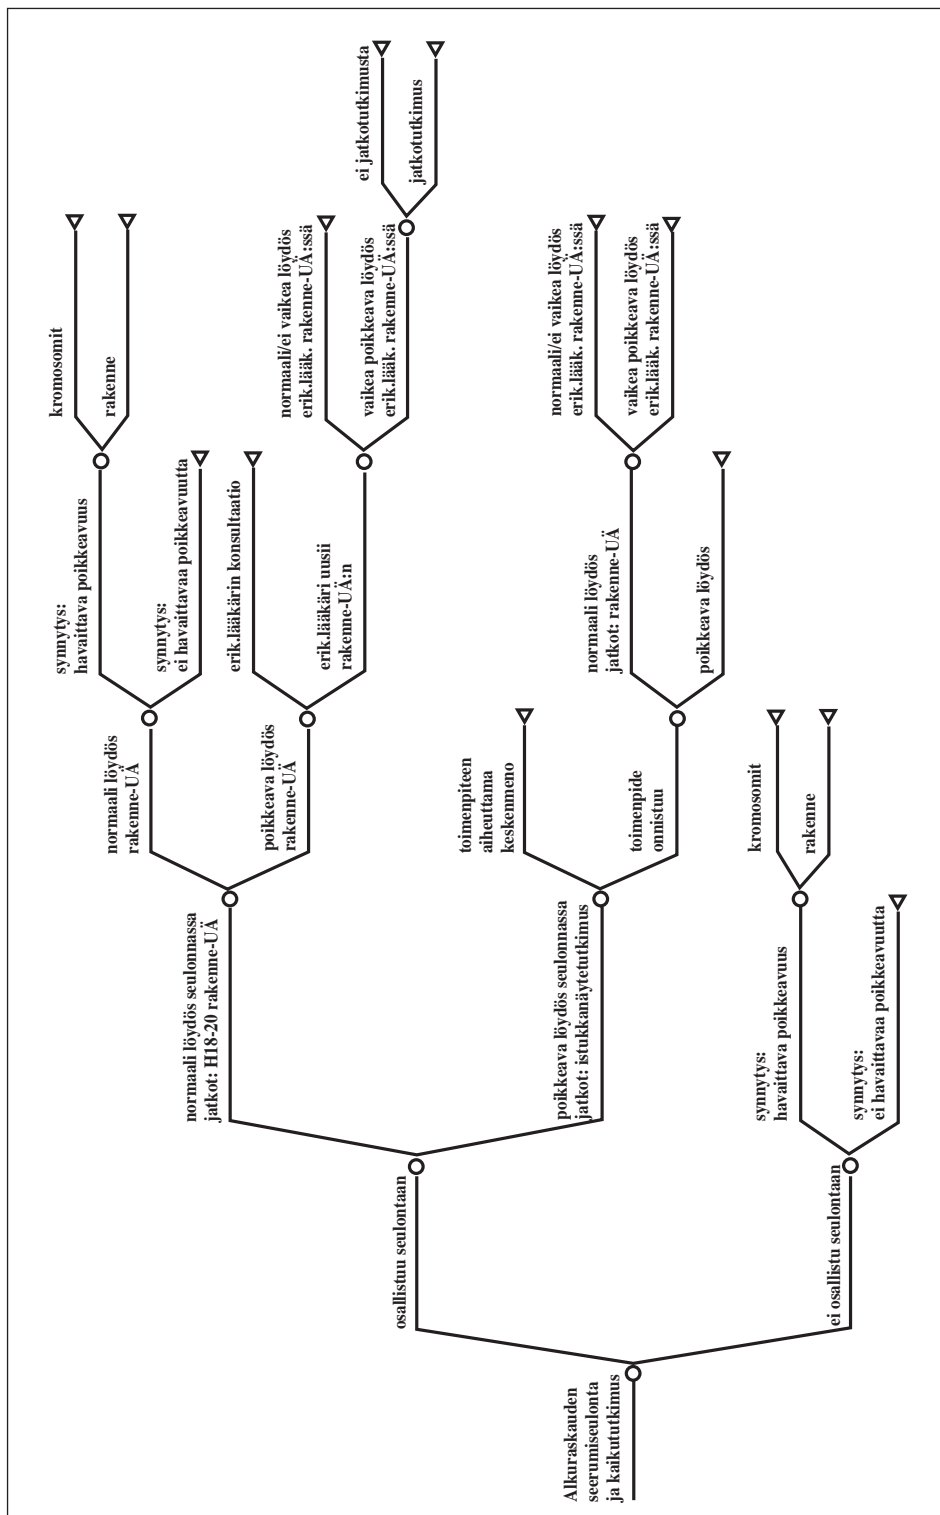 Alkuraskauden
seerumiseulonta
ja kaikututkimus
osallistuu seulontaan
ei osallistu seulontaan
normaali löydös seulonnassa
jatkot: H18-20 rakenne-UÄ
poikkeava löydös seulonnassa
jatkot: istukkanäytetutkimus
synnytys:
havaittava poikkeavuus
synnytys:
ei havaittavaa poikkeavuutta
normaali löydös
rakenne-UÄ
poikkeava löydös
rakenne-UÄ
toimenpiteen
aiheuttama
keskenmeno
toimenpide
onnistuu
kromosomit
rakenne
synnytys:
havaittava poikkeavuus
synnytys:
ei havaittavaa poikkeavuutta
erik.lääkärin konsultaatio
erik.lääkäri uusii
rakenne-UÄ:n
normaali löydös
jatkot: rakenne-UÄ
poikkeava löydös
kromosomit
rakenne
normaali/ei vaikea löydös
erik.lääk. rakenne-UÄ:ssä
vaikea poikkeava löydös
erik.lääk. rakenne-UÄ:ssä
normaali/ei vaikea löydös
erik.lääk. rakenne-UÄ:ssä
vaikea poikkeava löydös
erik.lääk. rakenne-UÄ:ssä
ei jatkotutkimusta
jatkotutkimus